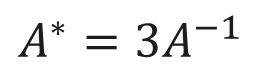 A* = 3A⁻¹